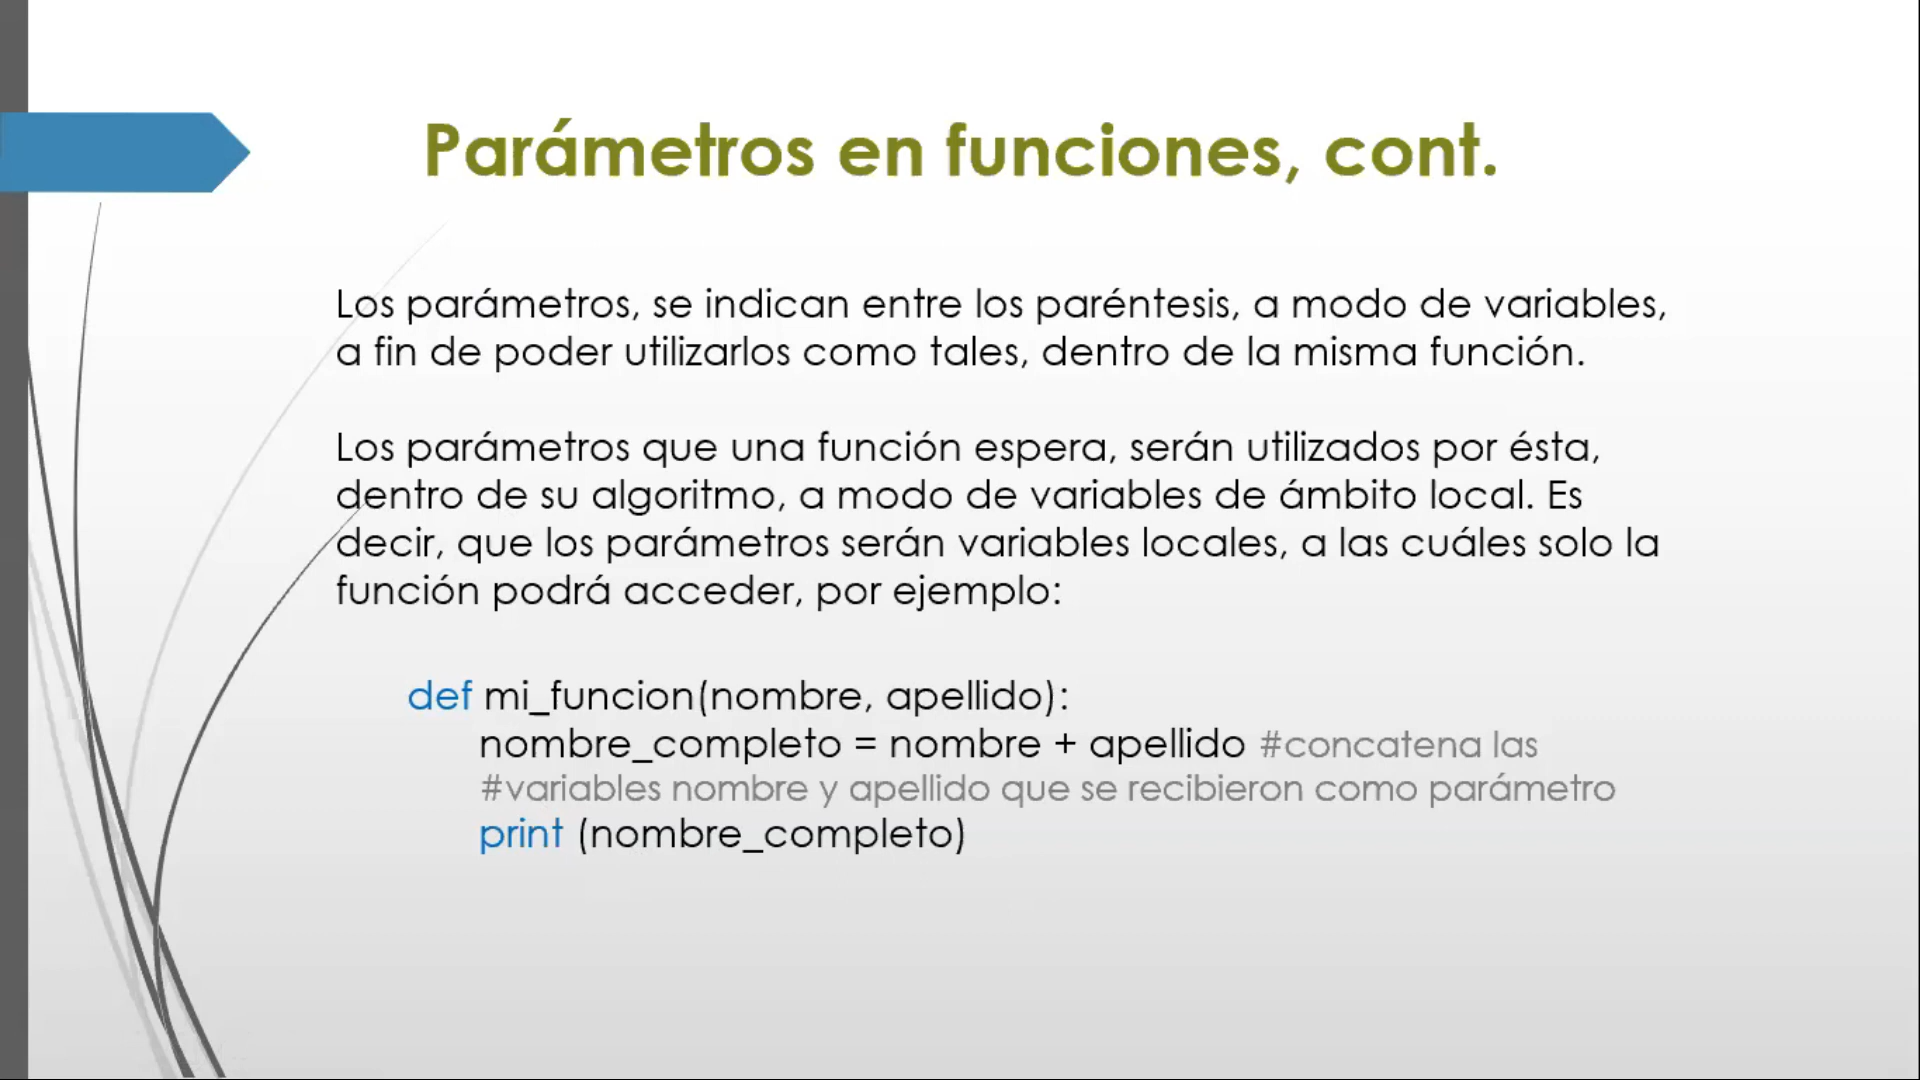 Parámetros en funciones, cont.
Los parámetros, se indican entre los paréntesis, a modo de variables,
a fin de poder utilizarlos como tales, dentro de la misma función.
Los parámetros que una función espera, serán utilizados por ésta,
dentro de su algoritmo, a modo de variables de ámbito local. Es
decir, que los parámetros serán variables locales, a las cuáles solo la
función podrá acceder, por ejemplo:
def mi_funcion(nombre, apellido):
nombre_completo = nombre + apellido #concatena las
#variables nombre y apellido que se recibieron como parámetro
print (nombre_completo)